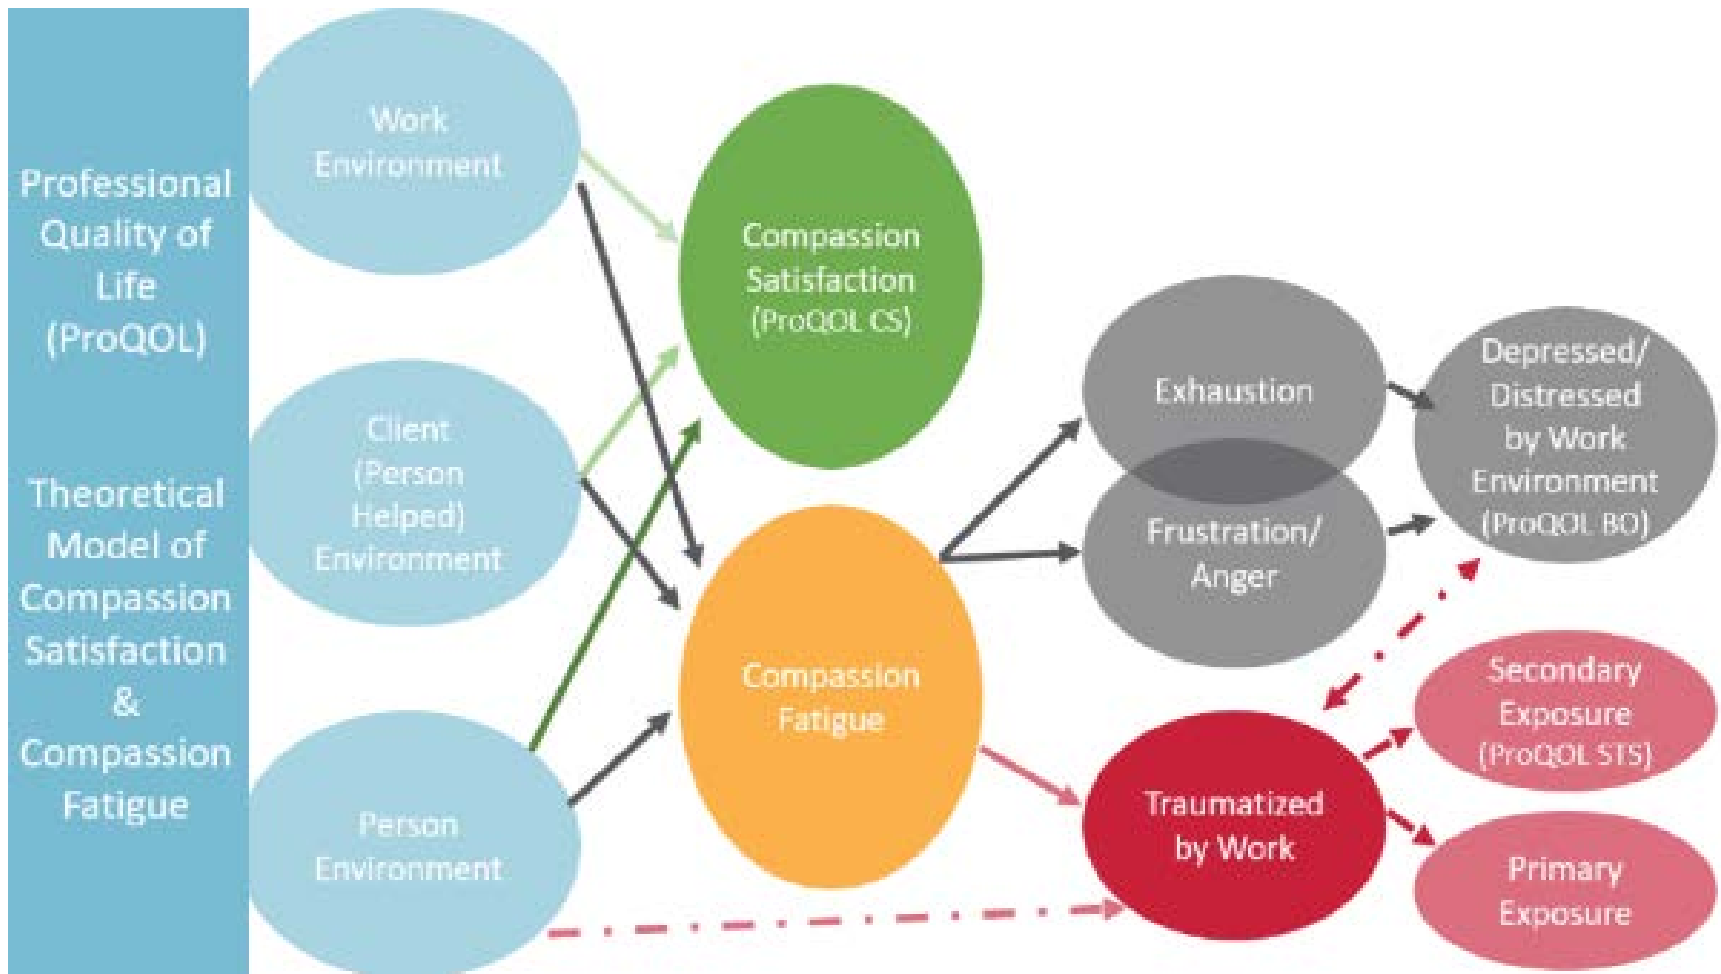 Professional
Quality of
Life
(ProQOL)
Theoretical
Model of
Compassion
Satisfaction
&
Compassion
Fatigue
Work
Environment
Client
(Person
Helped)
Environment
Person
Environment
Compassion
Satisfaction
(ProQOL CS)
Compassion
Fatigue
Exhaustion
Frustration/
Anger
Traumatized
by Work
Depressed/
Distressed
by Work
Environment
(ProQOL BO)
Secondary
Exposure
(ProQOL STS)
Primary
Exposure